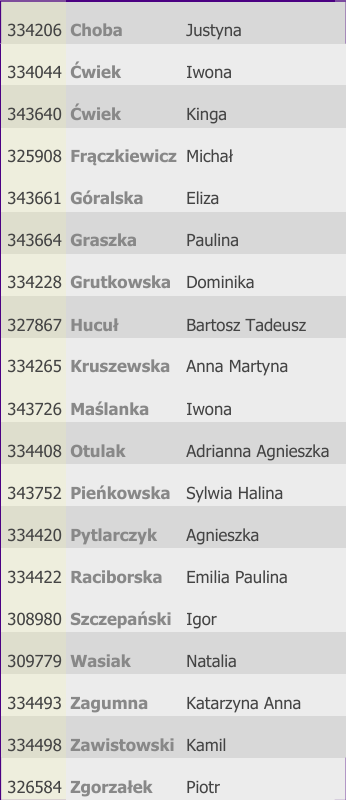 334206 Choba Justyna
334044 Ćwiek Iwona
343640 Ćwiek Kinga
325908 Frączkiewicz Michał
343661 Góralska Eliza
343664 Graszka Paulina
334228 Grutkowska Dominika
327867 Hucuł Bartosz Tadeusz
334265 Kruszewska Anna Martyna
343726 Maślanka Iwona
334408 Otulak Adrianna Agnieszka
343752 Pieńkowska Sylwia Halina
334420 Pytlarczyk Agnieszka
334422 Raciborska Emilia Paulina
308980 Szczepański Igor
309779 Wasiak Natalia
334493 Zagumna Katarzyna Anna
334498 Zawistowski Kamil
326584 Zgorzałek Piotr